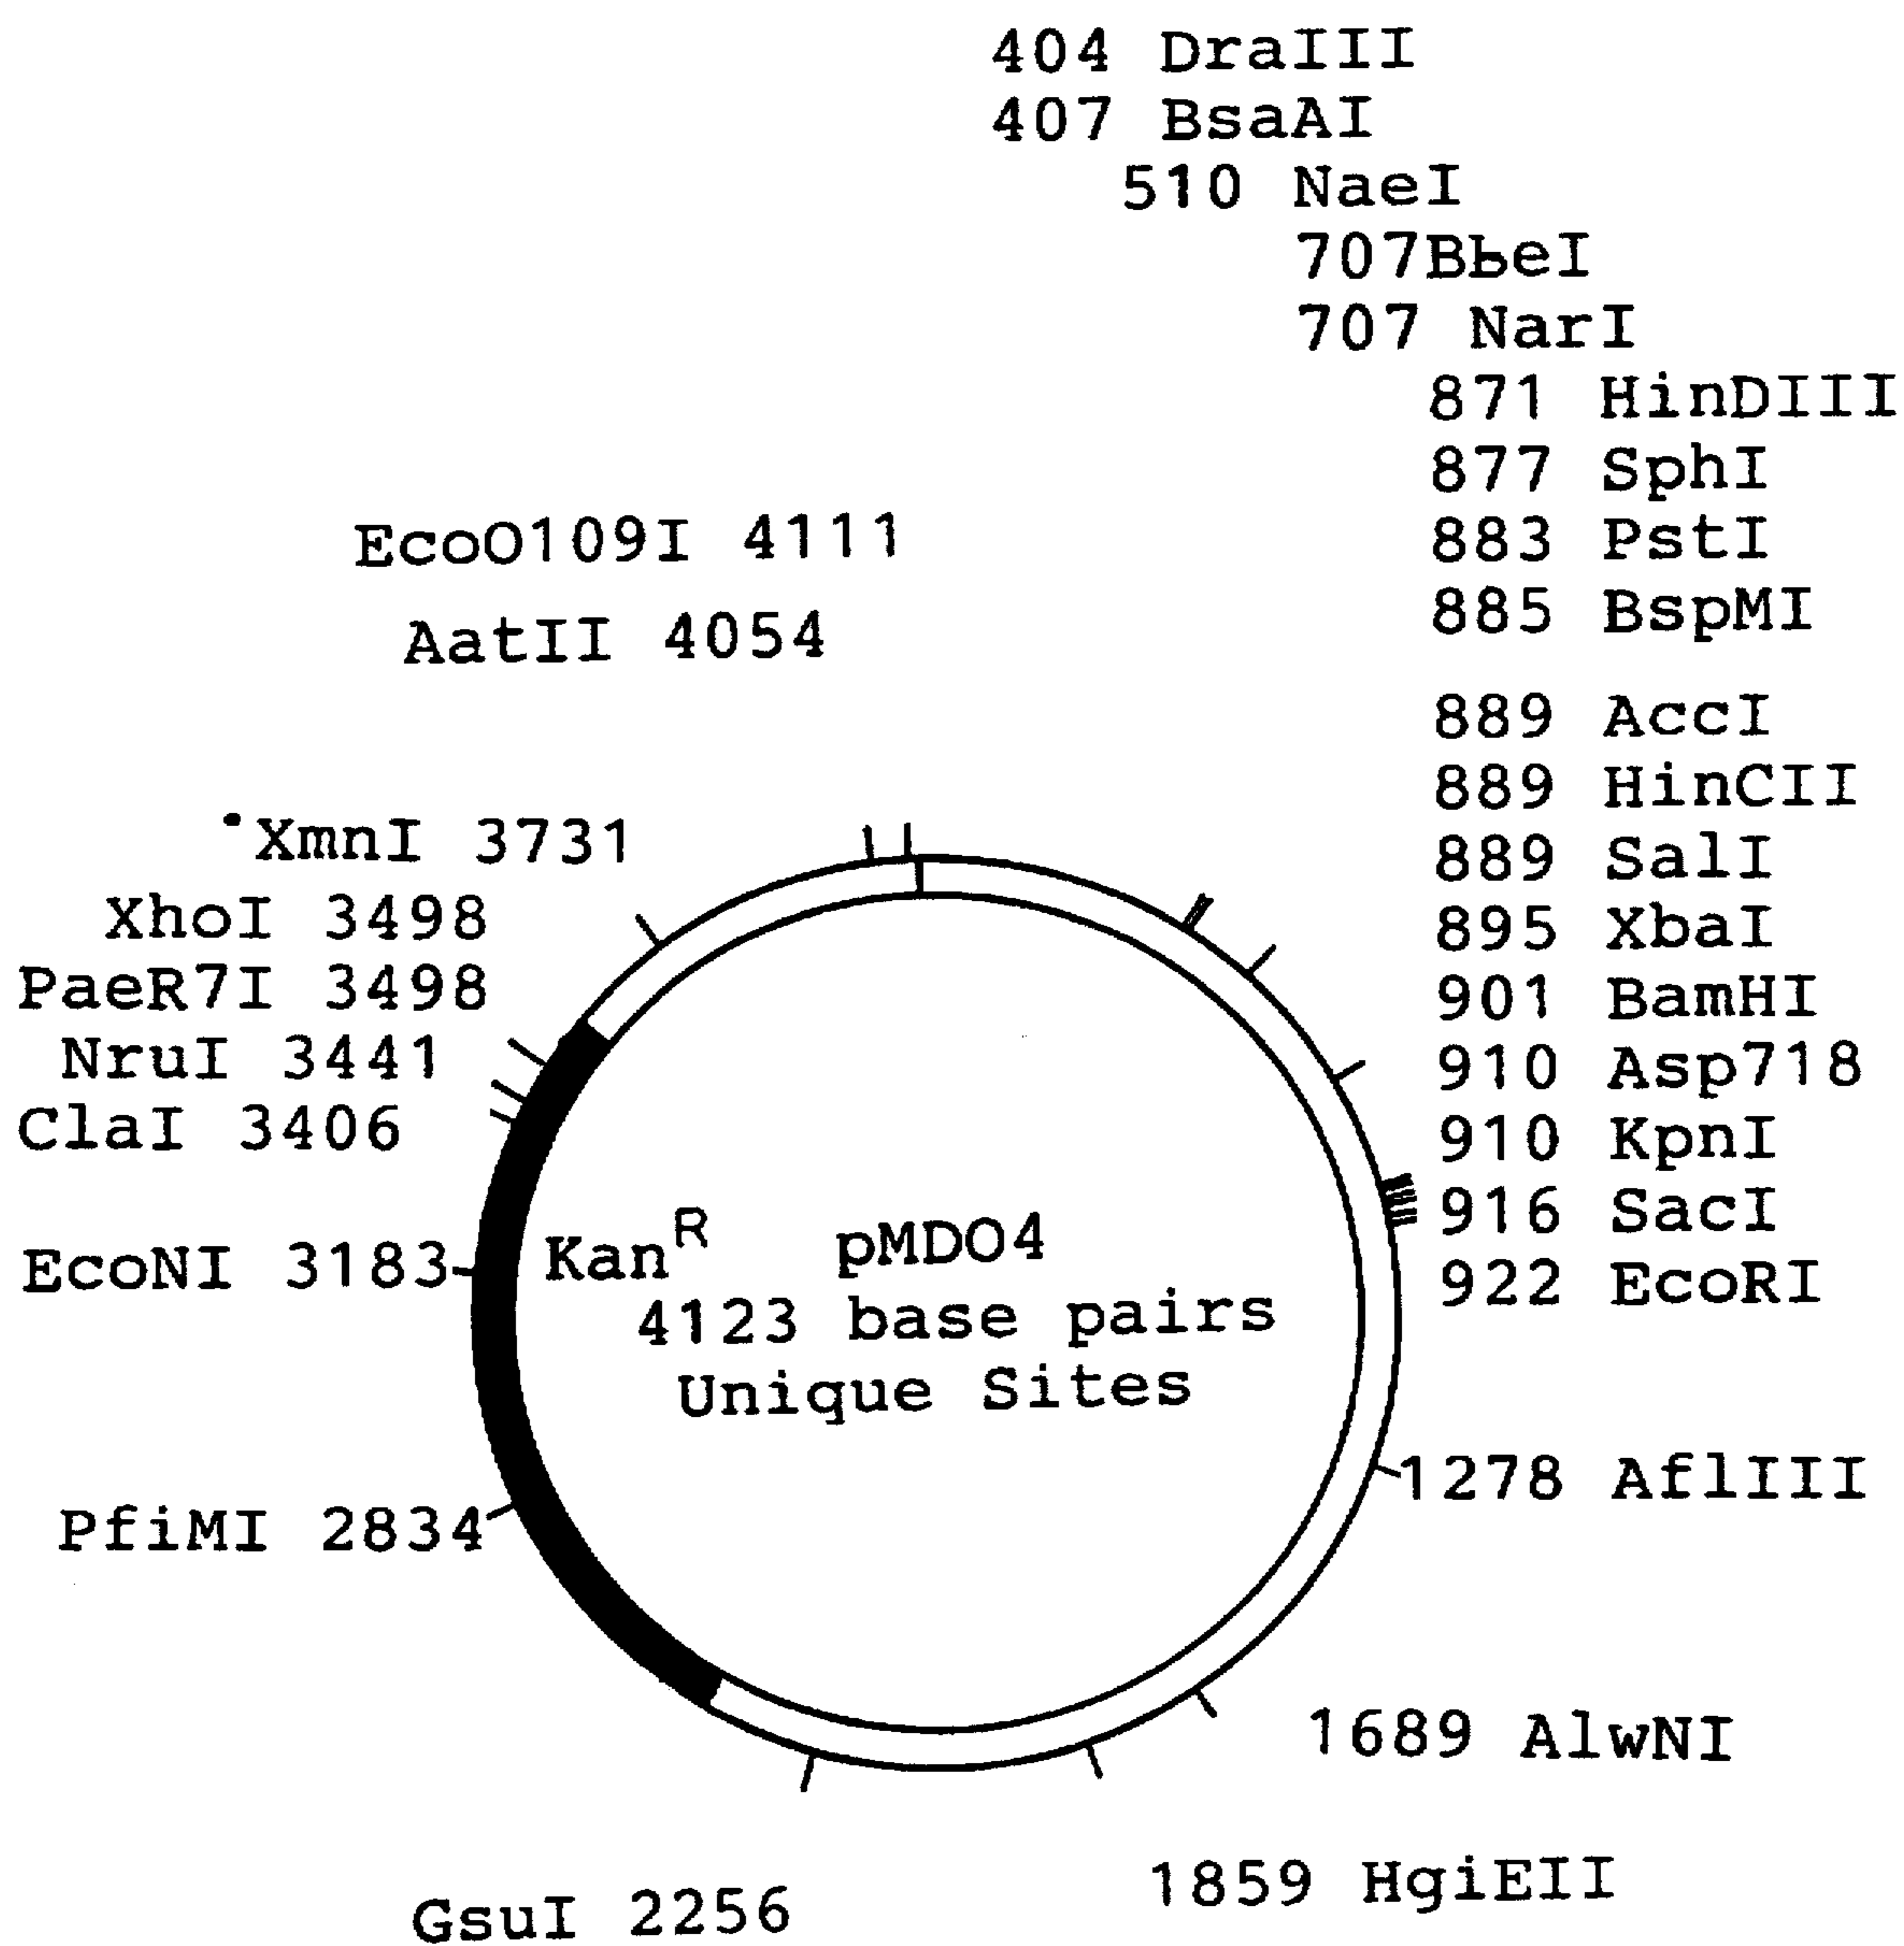 404 DraIII
407 BsaAI
510 NaeI
707BbeI
707 NarI
871 HinDIII
877 SphI
883 PstI
885 BspMI
889 AccI
889 HinCII
889 SalI
895 XbaI
901 BamHI
910 Asp718
910 KpnI
916 SacI
922 EcoRI
1278 AflIII
1689 AlwNI
1859 HgiEII
GsuI 2256
PfiMI 2834
EcoNI 3183
ClaI 3406
NruI 3441
PaeR7I 3498
XhoI 3498
XmnI 3731
AatII 4054
EcoO109I 4111
Kan^R
pMDO4
4123 base pairs
Unique Sites